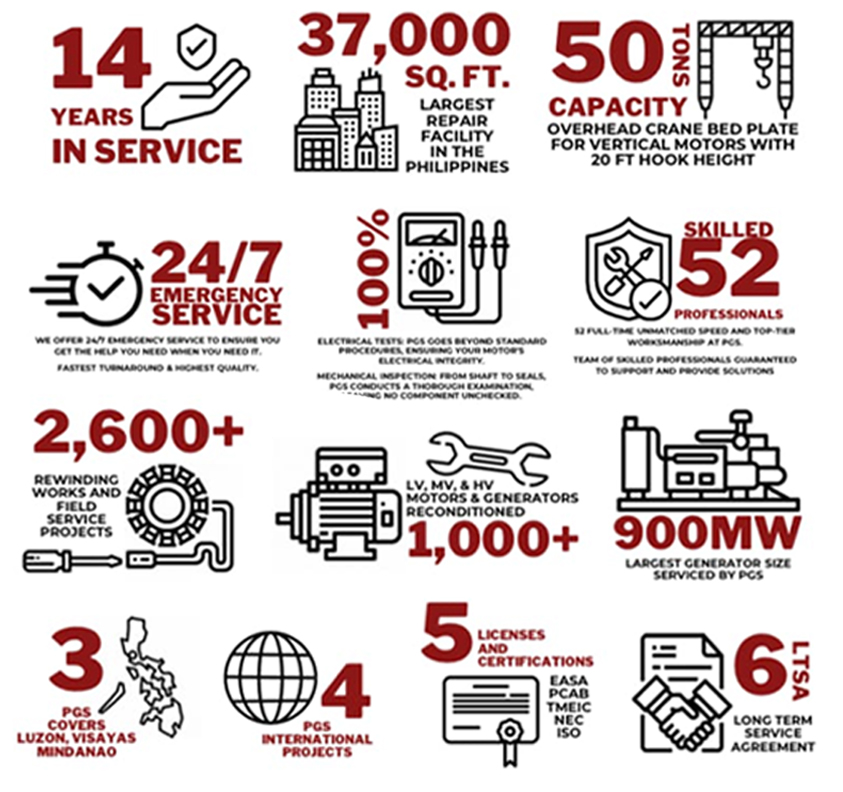 14
YEARS
IN SERVICE
37,000
SQ. FT.
LARGEST
REPAIR
FACILITY
IN THE
PHILIPPINES
50
TONS
CAPACITY
OVERHEAD CRANE BED PLATE
FOR VERTICAL MOTORS WITH
20 FT HOOK HEIGHT
24/7
EMERGENCY
SERVICE
WE OFFER 24/7 EMERGENCY SERVICE TO ENSURE YOU
GET THE HELP YOU NEED WHEN YOU NEED IT.
FASTEST TURNAROUND & HIGHEST QUALITY.
100%
ELECTRICAL TESTS: PGS GOES BEYOND STANDARD
PROCEDURES, ENSURING YOUR MOTOR'S
ELECTRICAL INTEGRITY.
MECHANICAL INSPECTION: FROM SHAFT TO SEALS,
PGS CONDUCTS A THOROUGH EXAMINATION,
NO COMPONENT UNCHECKED.
SKILLED
52
PROFESSIONALS
52 FULL-TIME UNMATCHED SPEED AND TOP-TIER
WORKSMANSHIP AT PGS.
TEAM OF SKILLED PROFESSIONALS GUARANTEED
TO SUPPORT AND PROVIDE SOLUTIONS
2,600+
REWINDING
WORKS AND
FIELD
SERVICE
PROJECTS
LV, MV, & HV
MOTORS & GENERATORS
RECONDITIONED
1,000+
900MW
LARGEST GENERATOR SIZE
SERVICED BY PGS
3
PGS
COVERS
LUZON, VISAYAS
MINDANAO
4
PGS
INTERNATIONAL
PROJECTS
5
LICENSES
AND
CERTIFICATIONS
EASA
PCAB
TMEIC
NEC
ISO
6
LTSA
LONG TERM
SERVICE
AGREEMENT